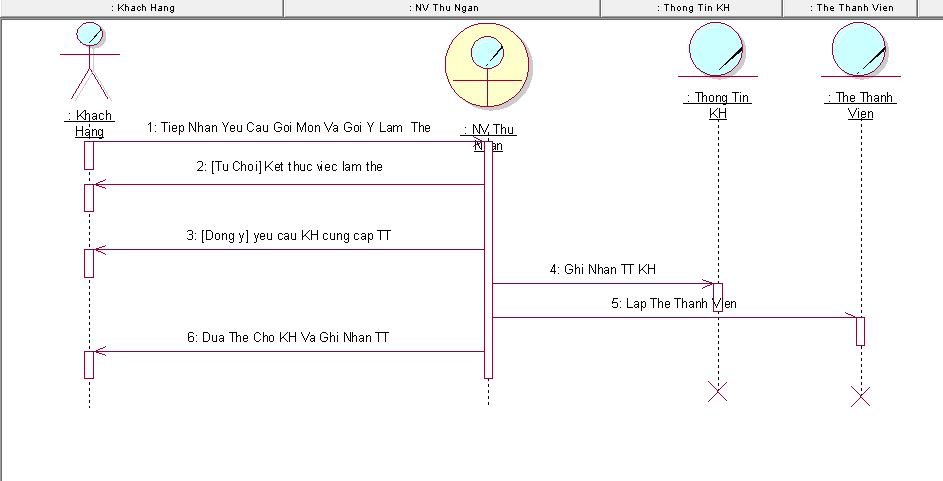 : Khach Hang
: NV Thu Ngan
: Thong Tin KH
: The Thanh Vien
: Khach
Hang
: NV Thu
Ngan
: Thong Tin
KH
: The Thanh
Vien
1: Tiep Nhan Yeu Cau Goi Mon Va Goi Y Lam The
2: [Tu Choi] Ket thuc viec lam the
3: [Dong y] yeu cau KH cung cap TT
4: Ghi Nhan TT KH
5: Lap The Thanh Vien
6: Dua The Cho KH Va Ghi Nhan TT